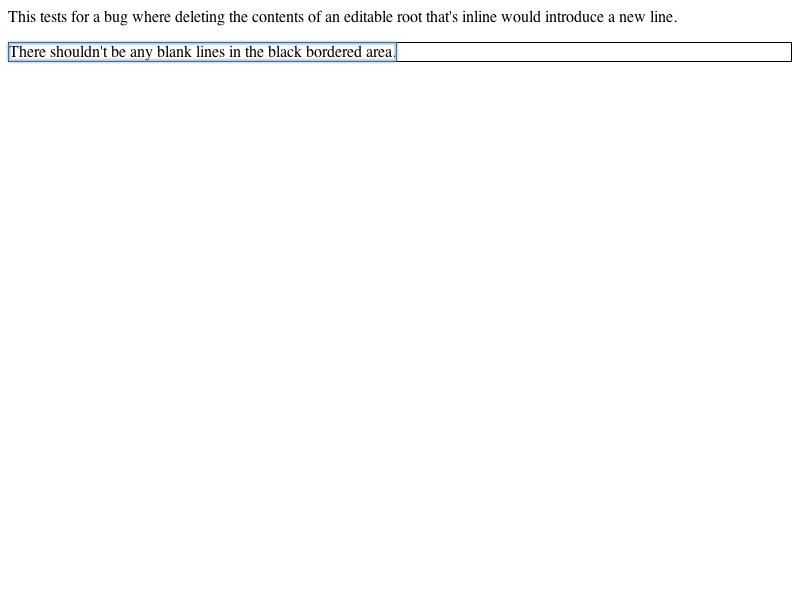 This tests for a bug where deleting the contents of an editable root that's inline would introduce a new line.
There shouldn't be any blank lines in the black bordered area.